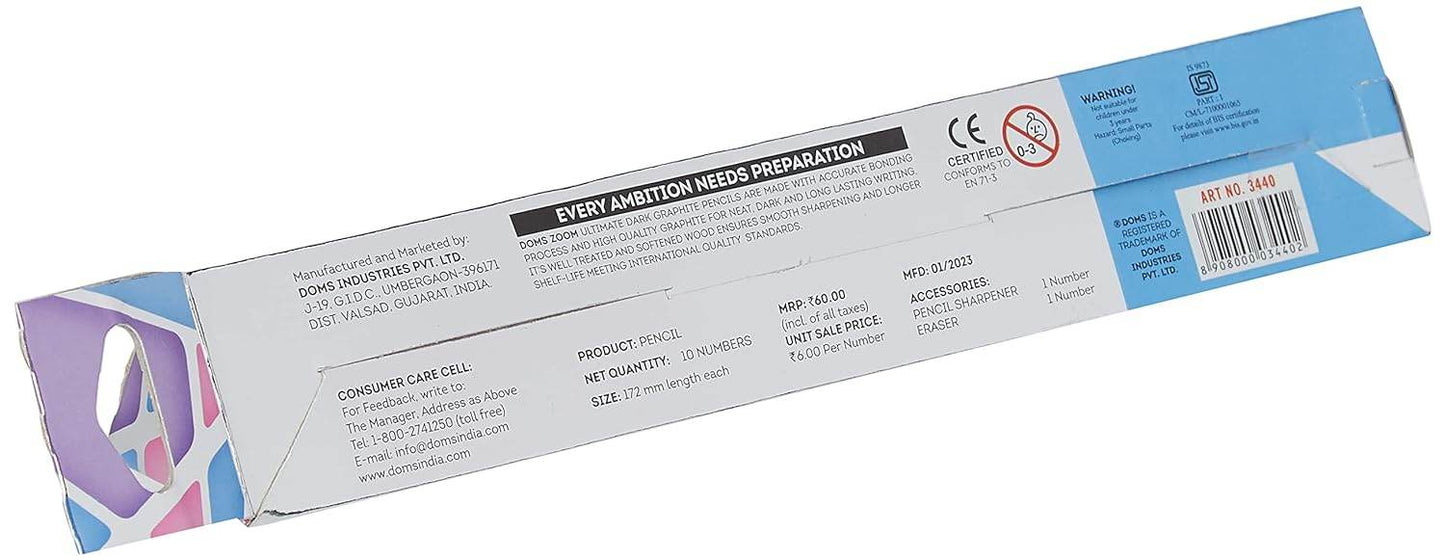 EVERY AMBITION NEEDS PREPARATION
DOMS ZOOM ULTIMATE DARK GRAPHITE PENCILS ARE MADE WITH ACCURATE BONDING
PROCESS AND HIGH QUALITY GRAPHITE FOR NEAT, DARK AND LONG LASTING WRITING.
IT'S WELL TREATED AND SOFTENED WOOD ENSURES SMOOTH SHARPENING AND LONGER
SHELF-LIFE MEETING INTERNATIONAL QUALITY STANDARDS.
Manufactured and Marketed by:
DOMS INDUSTRIES PVT. LTD.
J-19, G.I.D.C., UMBERGAON-396171
DIST. VALSAD, GUJARAT, INDIA.
CE
CERTIFIED
CONFORMS TO
EN 71-3
0-3
WARNING!
Not suitable for
children under
3 years
Hazard: Small Parts
(Choking)
IS 9873
ISI
PART : 1
CM/L-7100001065
For details of BIS certification
please visit www.bis.gov.in
CONSUMER CARE CELL:
For Feedback, write to:
The Manager, Address as Above
Tel: 1-800-2741250 (toll free)
E-mail: info@domsindia.com
www.domsindia.com
PRODUCT: PENCIL
NET QUANTITY: 10 NUMBERS
SIZE: 172 mm length each
MRP: ₹60.00
(incl. of all taxes)
UNIT SALE PRICE:
₹6.00 Per Number
MFD: 01/2023
ACCESSORIES:
PENCIL SHARPENER 1 Number
ERASER 1 Number
® DOMS IS A
REGISTERED
TRADEMARK OF
DOMS
INDUSTRIES
PVT. LTD.
ART NO. 3440
8 908000 034402